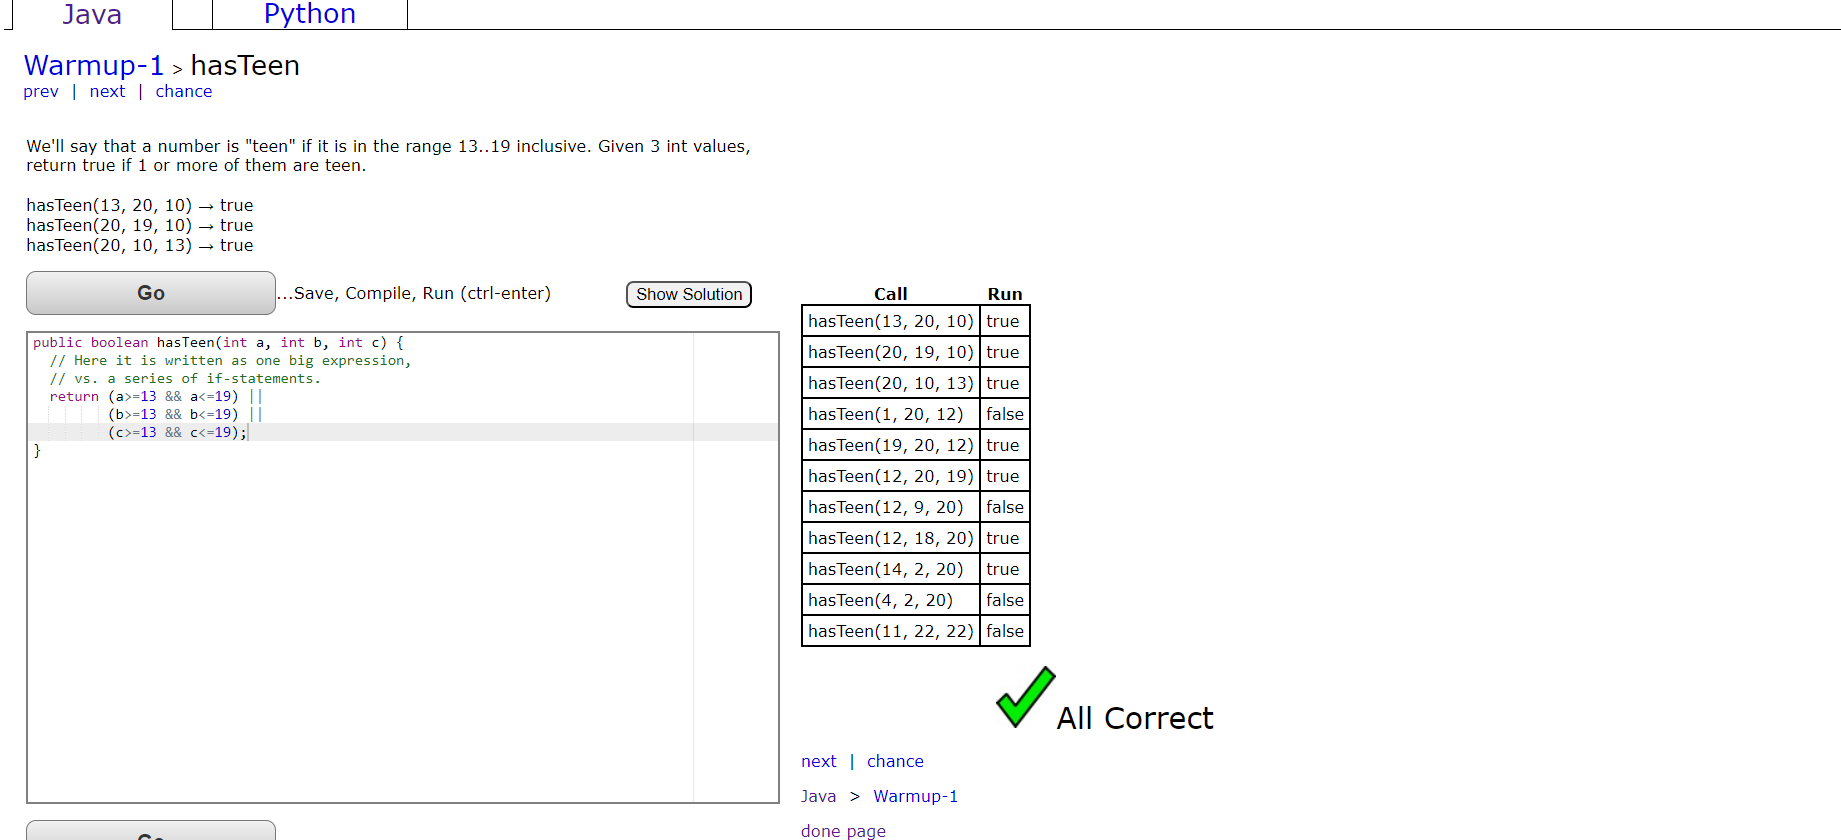 Java
Python
Warmup-1 > hasTeen
prev | next | chance
We'll say that a number is "teen" if it is in the range 13..19 inclusive. Given 3 int values,
return true if 1 or more of them are teen.
hasTeen(13, 20, 10) → true
hasTeen(20, 19, 10) → true
hasTeen(20, 10, 13) → true
Go ...Save, Compile, Run (ctrl-enter) Show Solution
public boolean hasTeen(int a, int b, int c) {
  // Here it is written as one big expression,
  // vs. a series of if-statements.
  return (a>=13 && a<=19) ||
         (b>=13 && b<=19) ||
         (c>=13 && c<=19);
}
Go
Call Run
hasTeen(13, 20, 10) true
hasTeen(20, 19, 10) true
hasTeen(20, 10, 13) true
hasTeen(1, 20, 12) false
hasTeen(19, 20, 12) true
hasTeen(12, 20, 19) true
hasTeen(12, 9, 20) false
hasTeen(12, 18, 20) true
hasTeen(14, 2, 20) true
hasTeen(4, 2, 20) false
hasTeen(11, 22, 22) false
All Correct
next | chance
Java > Warmup-1
done page